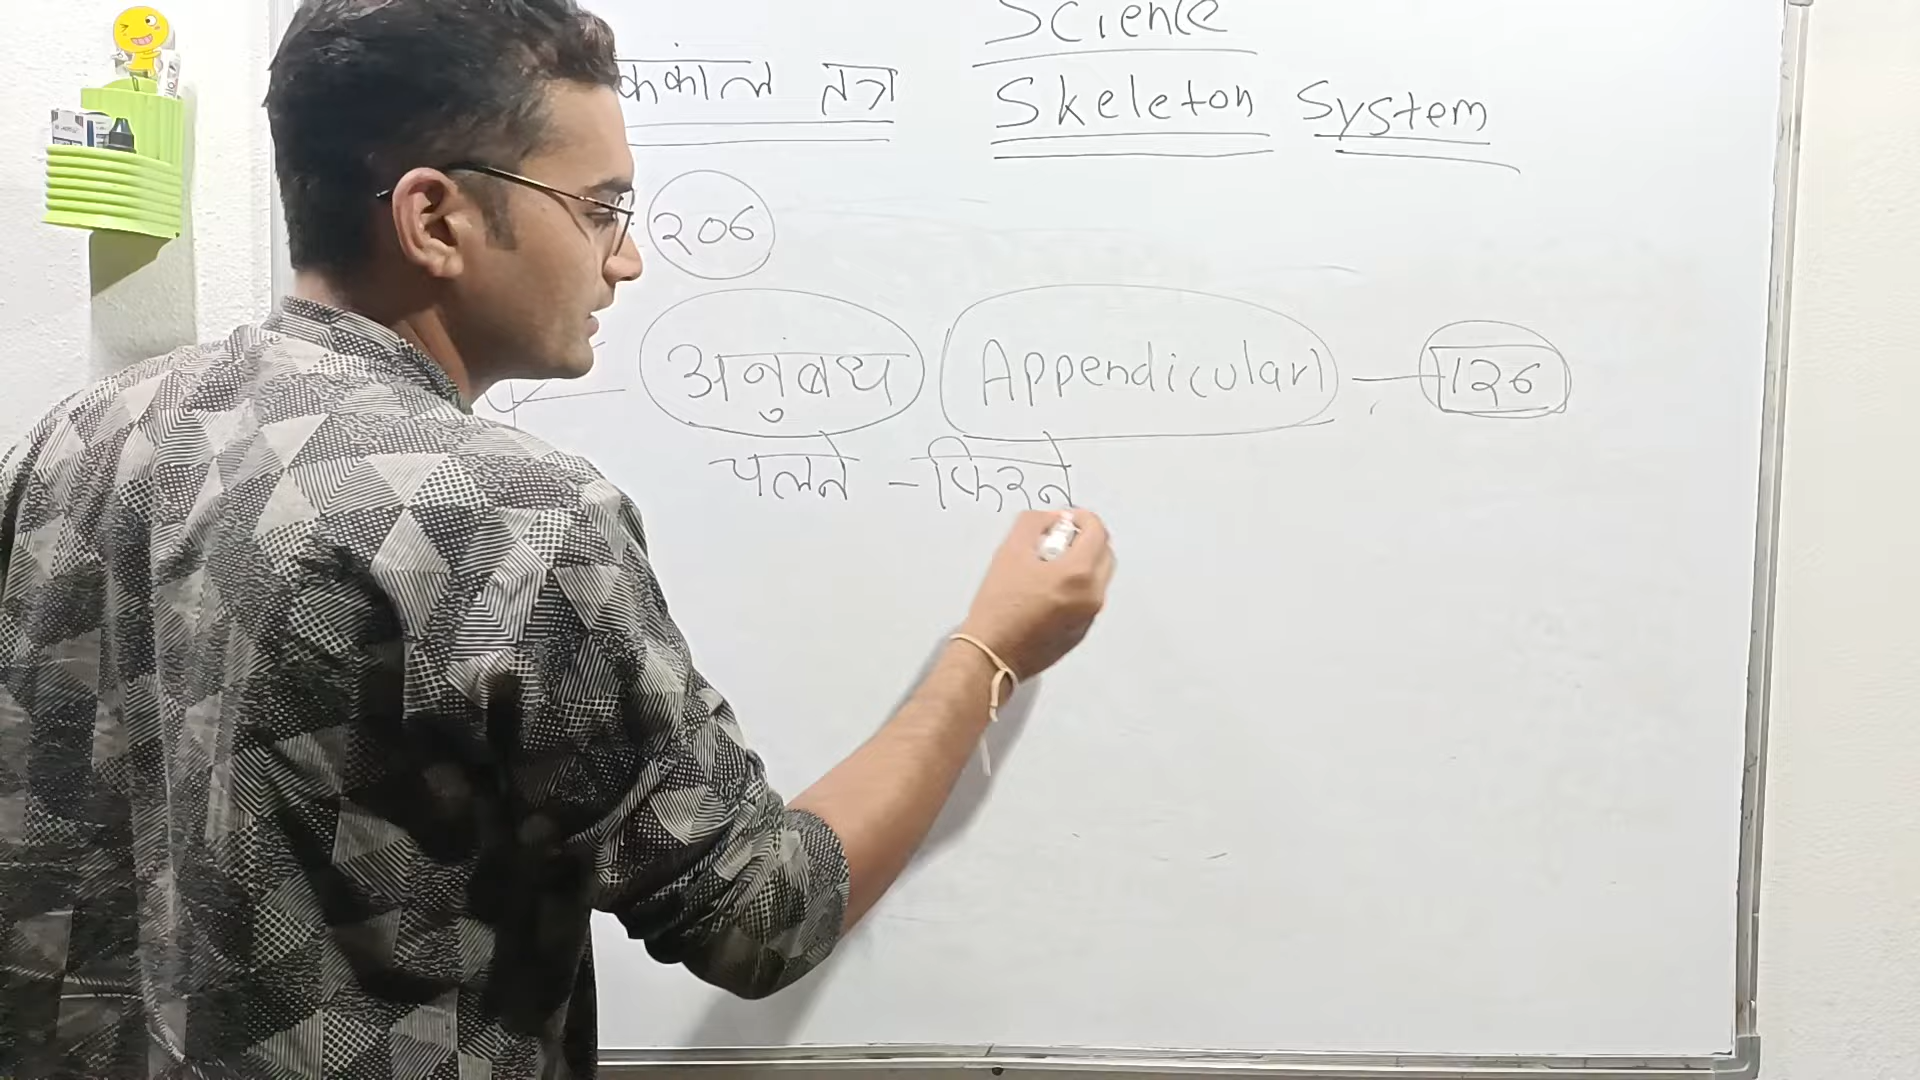 Science
कंकाल तंत्र Skeleton System
206
अनुबंध Appendicular 126
चलने - फिरने